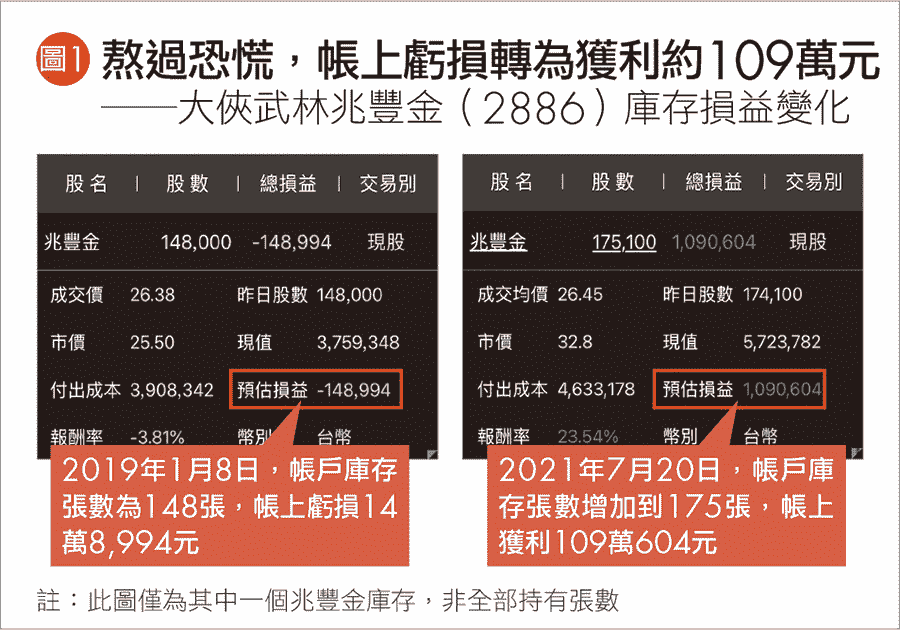 圖1 熬過恐慌，帳上虧損轉為獲利約109萬元
——大俠武林兆豐金（2886）庫存損益變化
股名 | 股數 | 總損益 | 交易別
兆豐金 148,000 -148,994 現股
成交價 26.38 昨日股數 148,000
市價 25.50 現值 3,759,348
付出成本 3,908,342 預估損益 -148,994
報酬率 -3.81% 幣別 台幣
2019年1月8日，帳戶庫存
張數為148張，帳上虧損14
萬8,994元
股名 | 股數 | 總損益 | 交易別
兆豐金 175,100 1,090,604 現股
成交均價 26.45 昨日股數 174,100
市價 32.8 現值 5,723,782
付出成本 4,633,178 預估損益 1,090,604
報酬率 23.54% 幣別 台幣
2021年7月20日，帳戶庫
存張數增加到175張，帳上
獲利109萬604元
註：此圖僅為其中一個兆豐金庫存，非全部持有張數